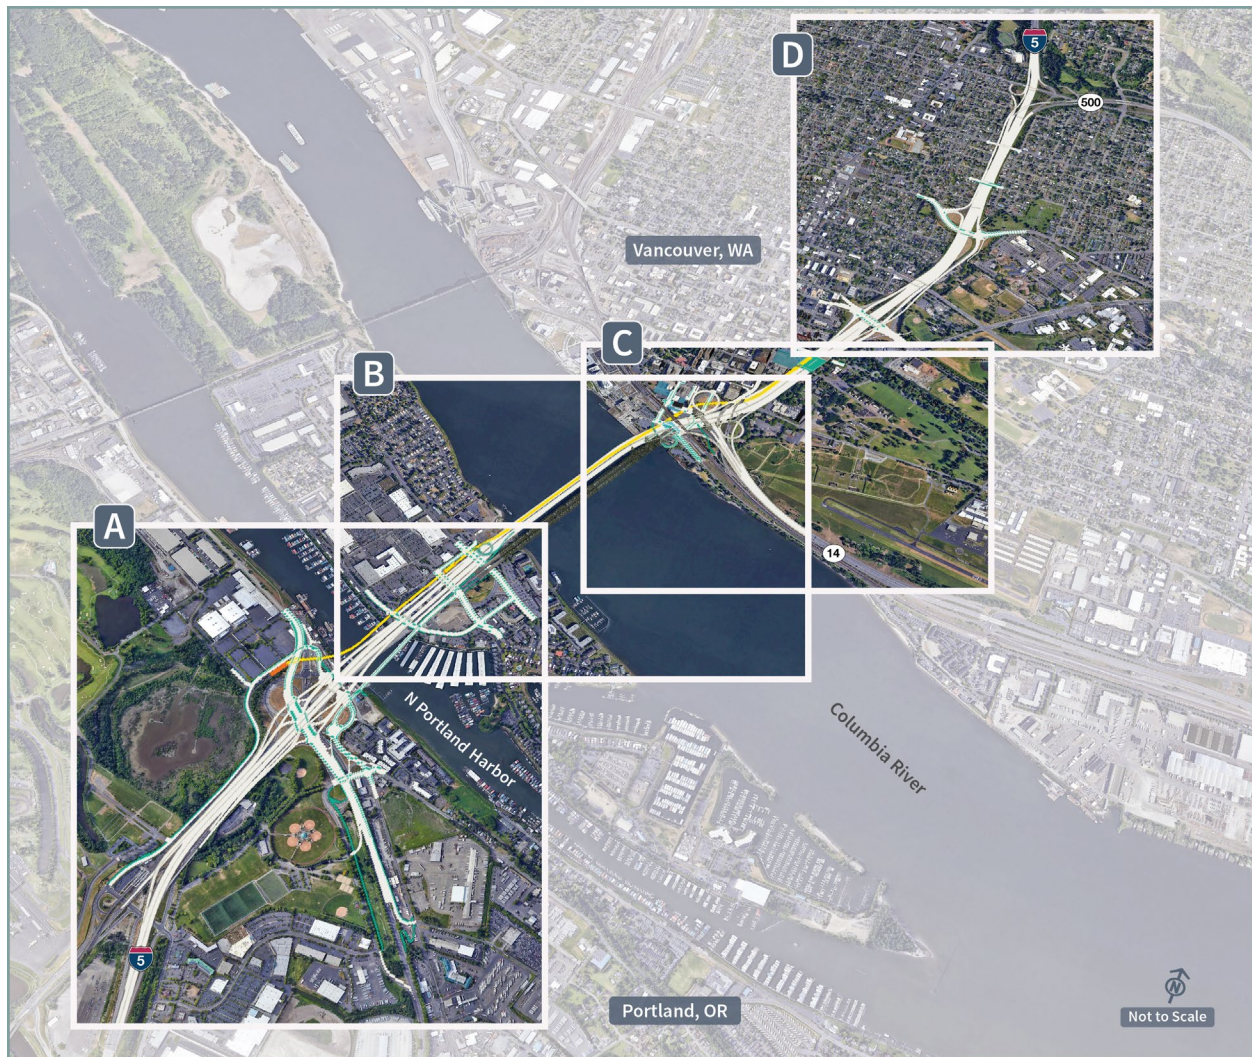 D
5
500
Vancouver, WA
C
B
14
A
N Portland Harbor
Columbia River
5
Portland, OR
N
Not to Scale